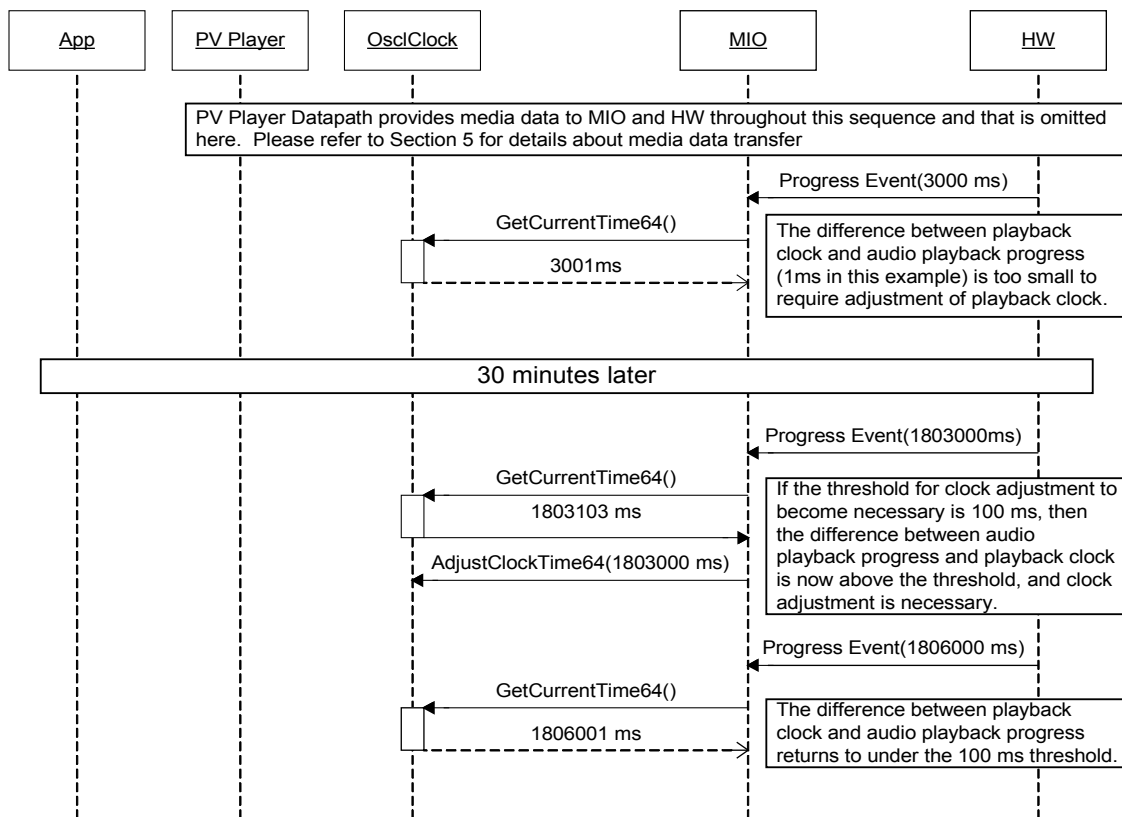 App
PV Player
OsclClock
MIO
HW
PV Player Datapath provides media data to MIO and HW throughout this sequence and that is omitted
here.  Please refer to Section 5 for details about media data transfer
Progress Event(3000 ms)
GetCurrentTime64()
3001ms
The difference between playback
clock and audio playback progress
(1ms in this example) is too small to
require adjustment of playback clock.
30 minutes later
Progress Event(1803000ms)
GetCurrentTime64()
1803103 ms
AdjustClockTime64(1803000 ms)
If the threshold for clock adjustment to
become necessary is 100 ms, then
the difference between audio
playback progress and playback clock
is now above the threshold, and clock
adjustment is necessary.
Progress Event(1806000 ms)
GetCurrentTime64()
1806001 ms
The difference between playback
clock and audio playback progress
returns to under the 100 ms threshold.